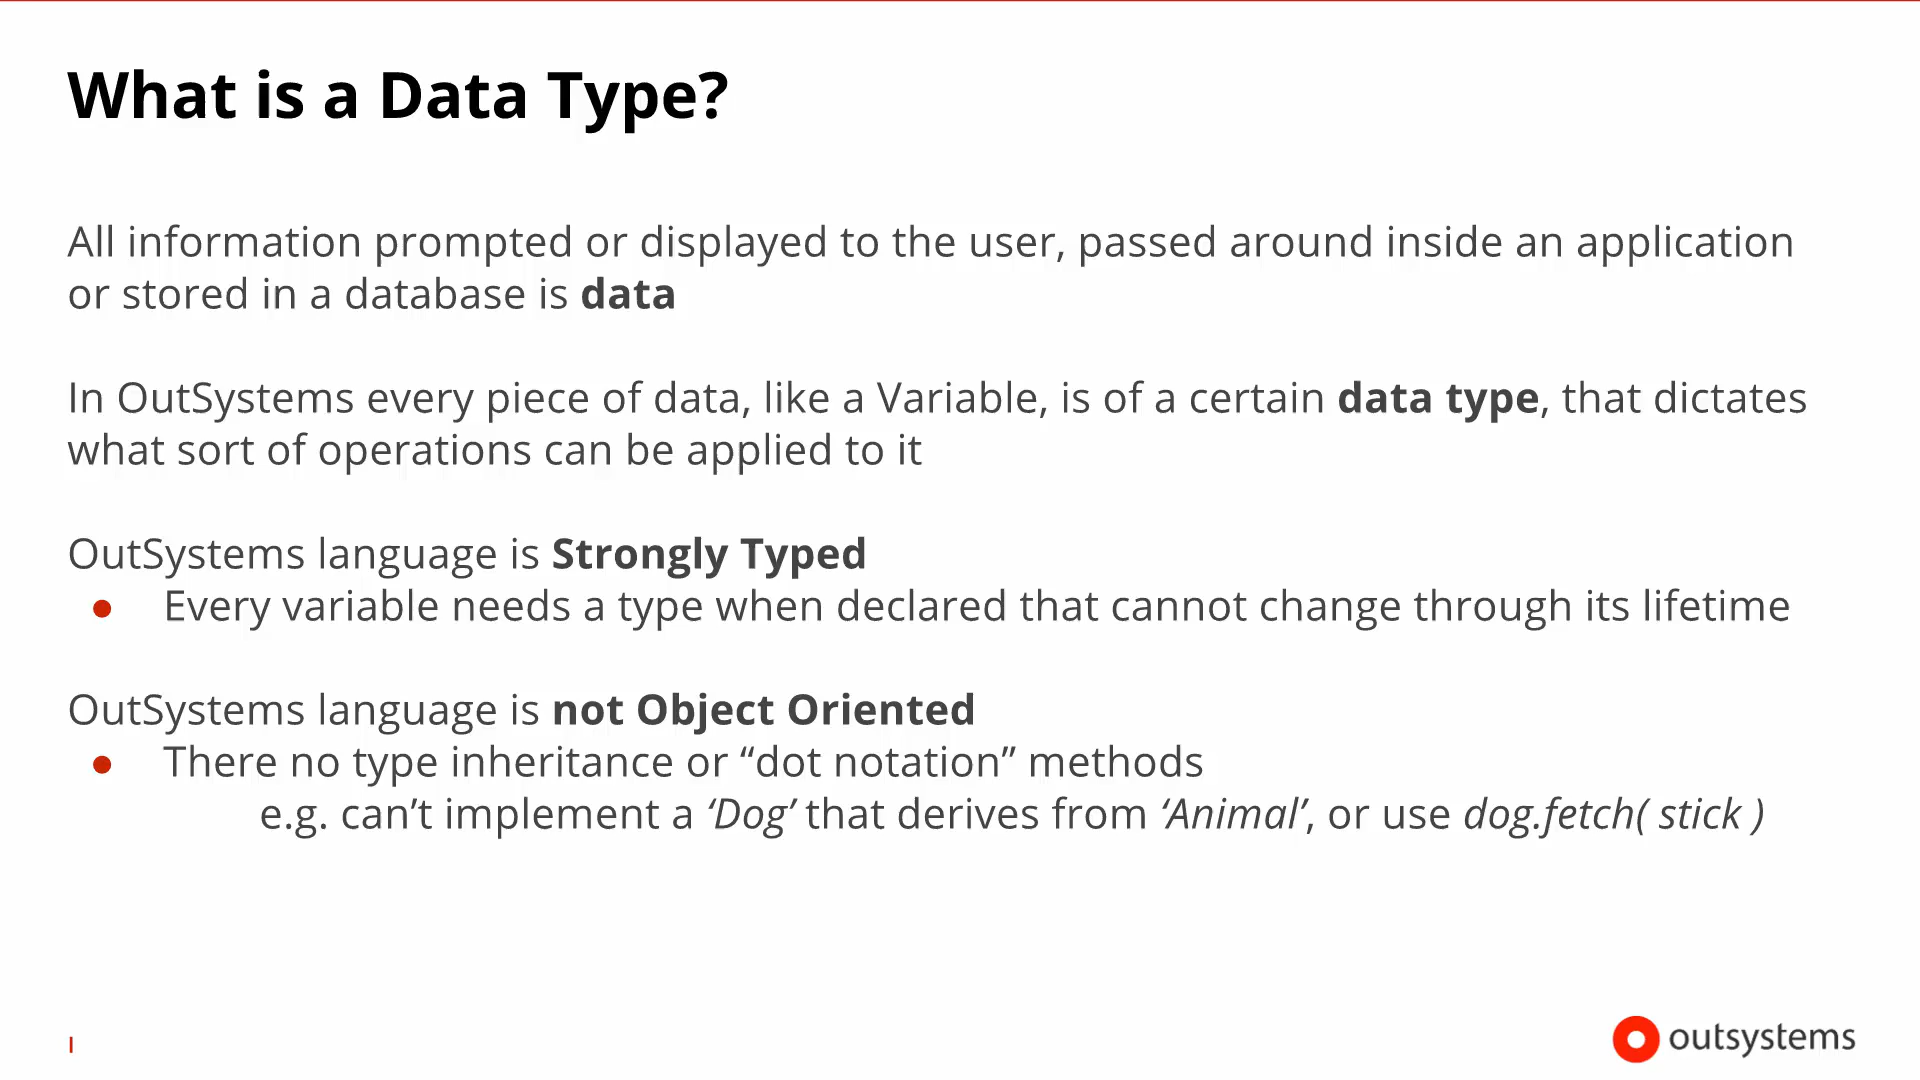 What is a Data Type?
All information prompted or displayed to the user, passed around inside an application
or stored in a database is data
In OutSystems every piece of data, like a Variable, is of a certain data type, that dictates
what sort of operations can be applied to it
OutSystems language is Strongly Typed
● Every variable needs a type when declared that cannot change through its lifetime
OutSystems language is not Object Oriented
● There no type inheritance or “dot notation” methods
e.g. can’t implement a ‘Dog’ that derives from ‘Animal’, or use dog.fetch( stick )
I
outsystems